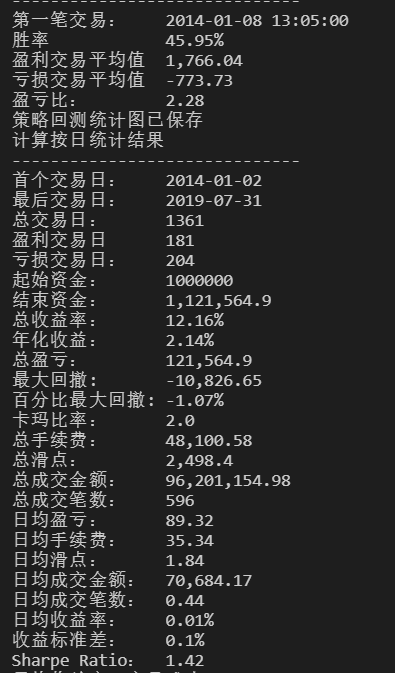 ------------------------------
第一笔交易： 2014-01-08 13:05:00
胜率 45.95%
盈利交易平均值 1,766.04
亏损交易平均值 -773.73
盈亏比： 2.28
策略回测统计图已保存
计算按日统计结果
------------------------------
首个交易日： 2014-01-02
最后交易日： 2019-07-31
总交易日： 1361
盈利交易日 181
亏损交易日： 204
起始资金： 1000000
结束资金： 1,121,564.9
总收益率： 12.16%
年化收益： 2.14%
总盈亏： 121,564.9
最大回撤： -10,826.65
百分比最大回撤: -1.07%
卡玛比率： 2.0
总手续费： 48,100.58
总滑点： 2,498.4
总成交金额： 96,201,154.98
总成交笔数： 596
日均盈亏： 89.32
日均手续费： 35.34
日均滑点： 1.84
日均成交金额： 70,684.17
日均成交笔数： 0.44
日均收益率： 0.01%
收益标准差： 0.1%
Sharpe Ratio： 1.42